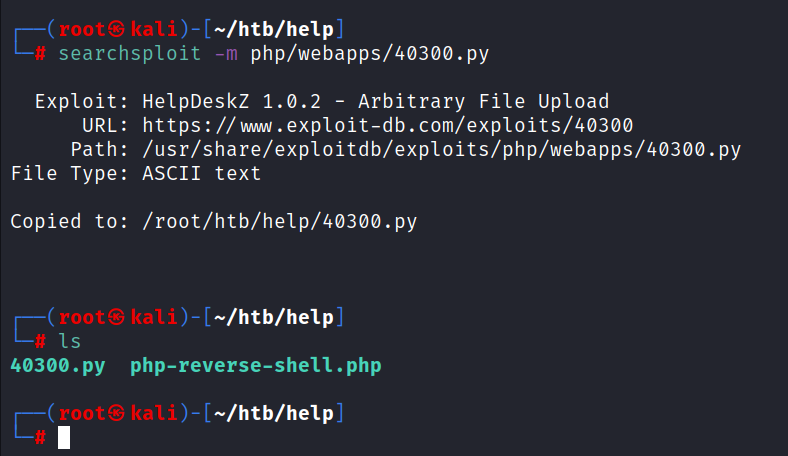 ┌──(root㉿kali)-[~/htb/help]
└─# searchsploit -m php/webapps/40300.py
Exploit: HelpDeskZ 1.0.2 - Arbitrary File Upload
URL: https://www.exploit-db.com/exploits/40300
Path: /usr/share/exploitdb/exploits/php/webapps/40300.py
File Type: ASCII text
Copied to: /root/htb/help/40300.py
┌──(root㉿kali)-[~/htb/help]
└─# ls
40300.py  php-reverse-shell.php
┌──(root㉿kali)-[~/htb/help]
└─#